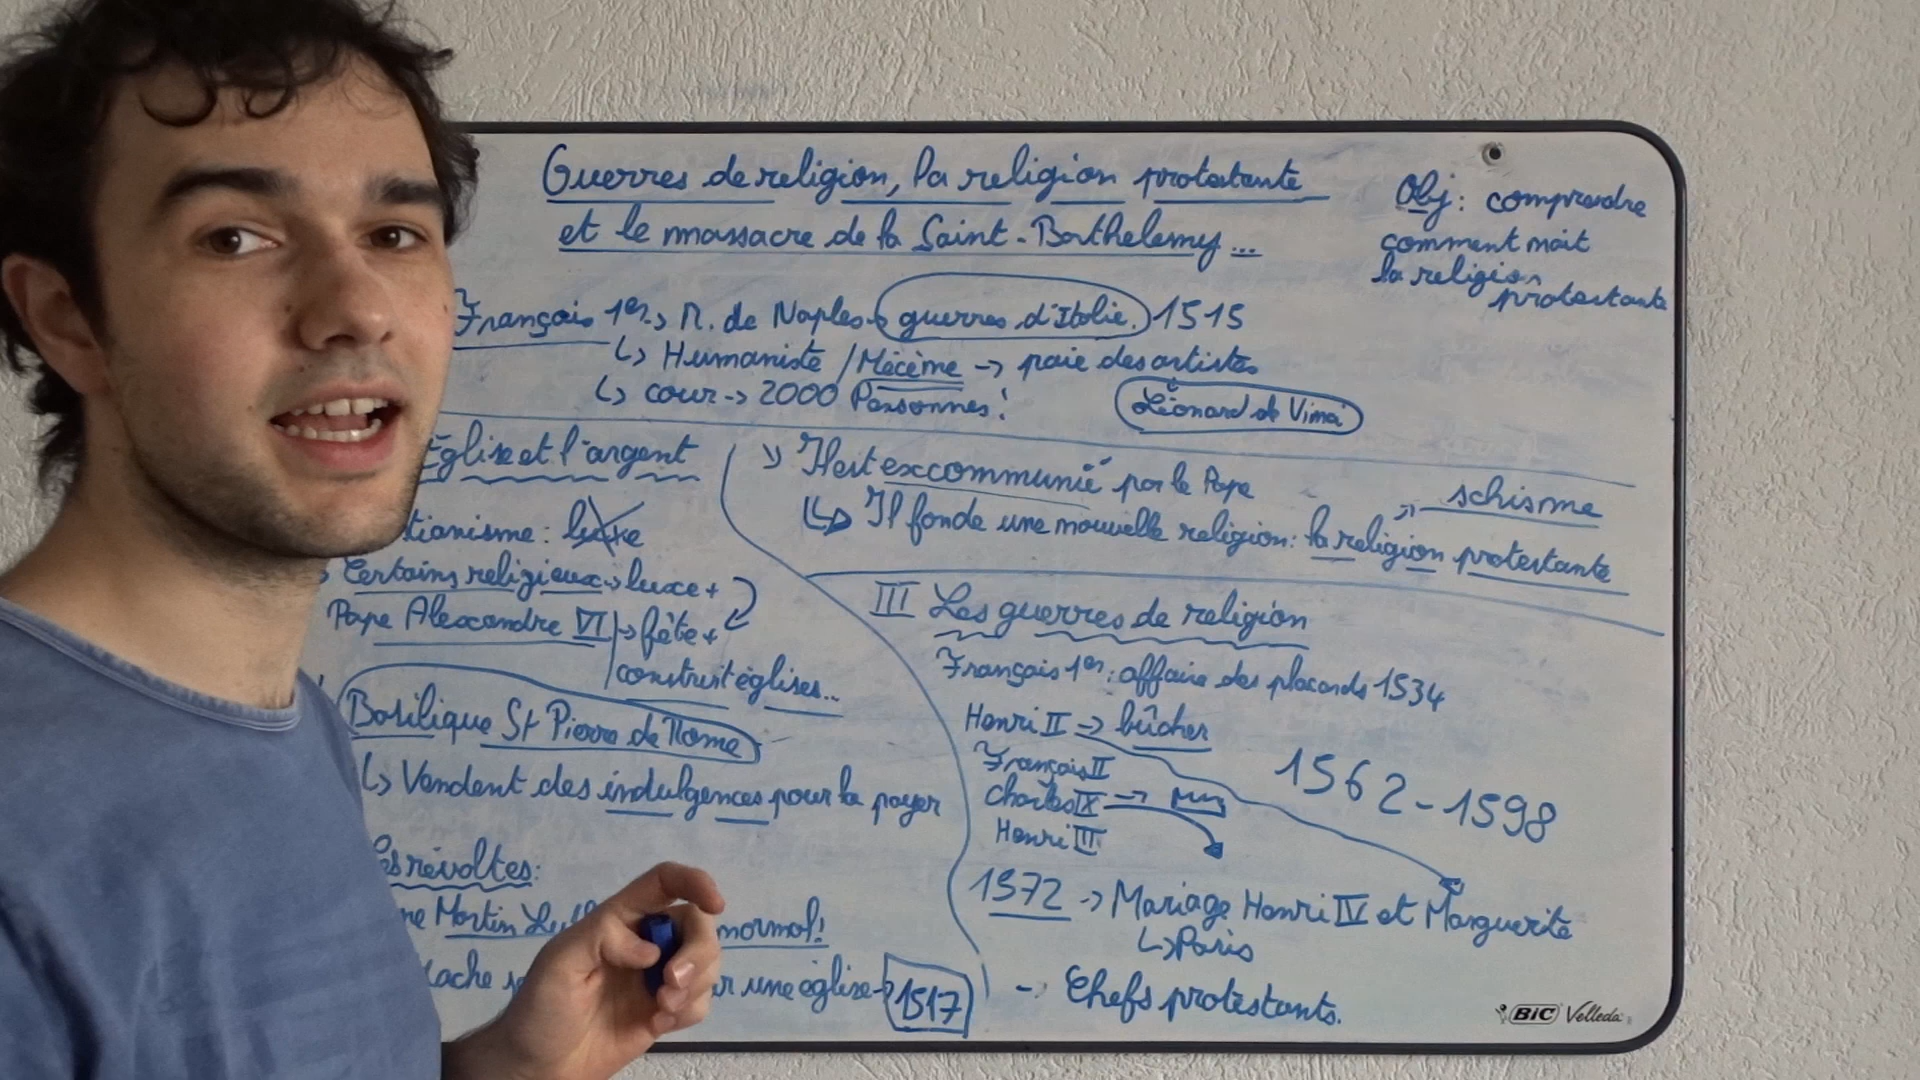 Guerres de religion, la religion protestante
et le massacre de la Saint-Barthelemy...
Obj: comprendre
comment nait
la religion
protestante
Français 1er → R. de Naples guerres d'Italie. 1515
↳ Humaniste / Mécème → paie des artistes
↳ cour → 2000 Personnes!
Léonard de Vinci
Église et l'argent
tianisme: luxe
Certains religieux → luxe +
Pape Alexandre VI → fête +
construit églises...
Basilique St Pierre de Rome
↳ Vendent des indulgences pour la payer
es révoltes:
ne Martin Lu normal!
tache une église → 1517
↘ Il est excommunié par le Pape
↳ Il fonde une nouvelle religion: la religion protestante
schisme
III Les guerres de religion
Français 1er: affaire des placards 1534
Henri II → bûcher
François II
Charles IX →
Henri III
1562-1598
1572 → Mariage Henri IV et Marguerite
↳ Paris
- Chefs protestants.
BIC Velleda